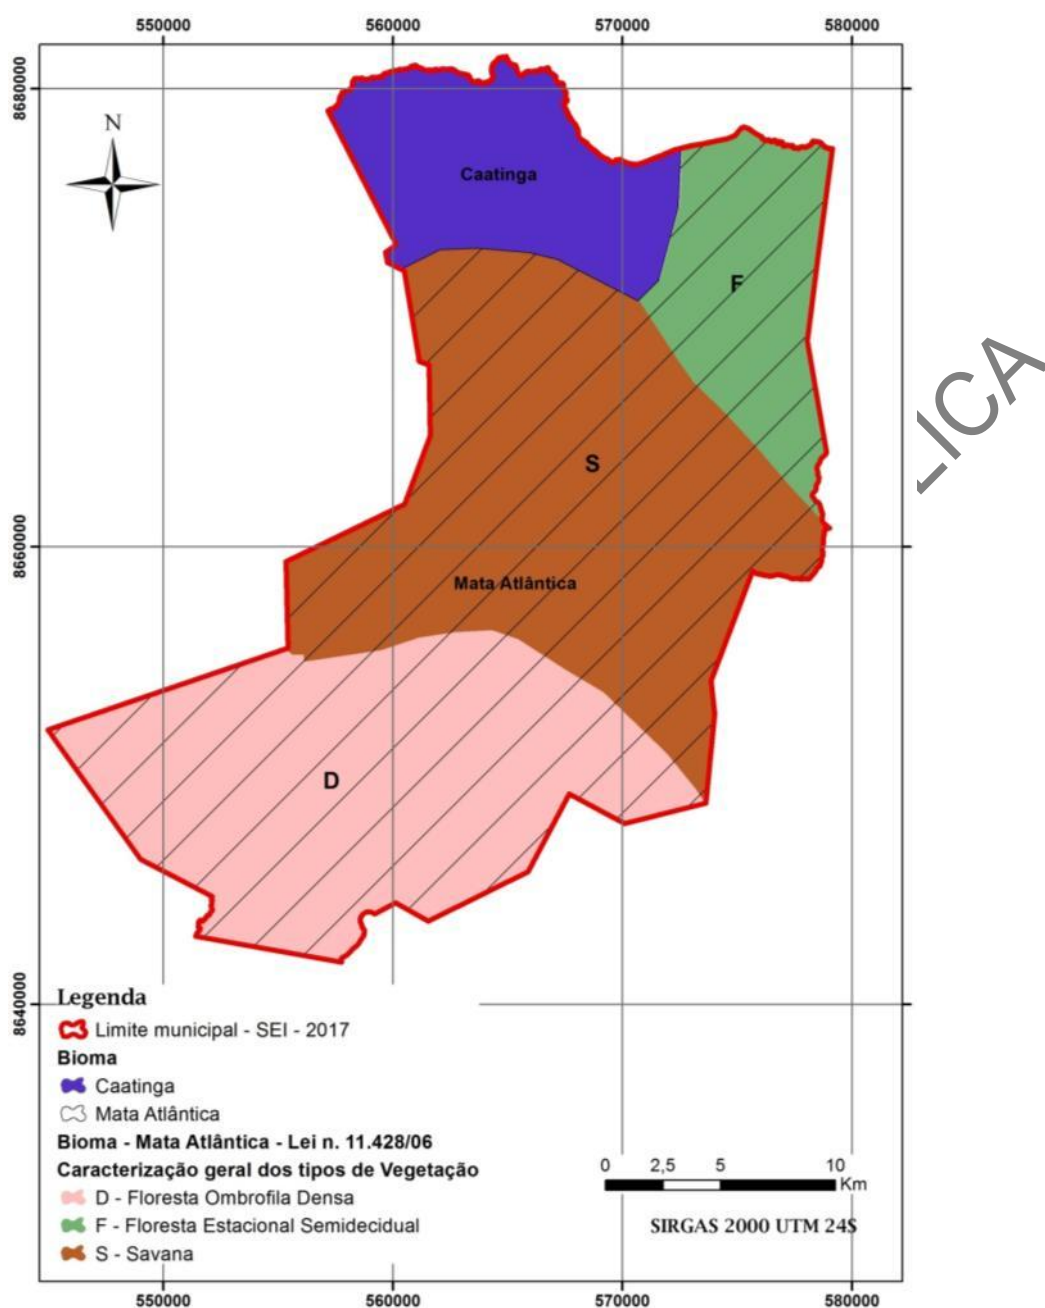 550000 560000 570000 580000
8680000
N
Caatinga
F
LICA
S
8660000
Mata Atlântica
D
8640000
Legenda
Limite municipal - SEI - 2017
Bioma
Caatinga
Mata Atlântica
Bioma - Mata Atlântica - Lei n. 11.428/06
Caracterização geral dos tipos de Vegetação
D - Floresta Ombrofila Densa
F - Floresta Estacional Semidecidual
S - Savana
0 2,5 5 10
Km
SIRGAS 2000 UTM 24S
550000 560000 570000 580000